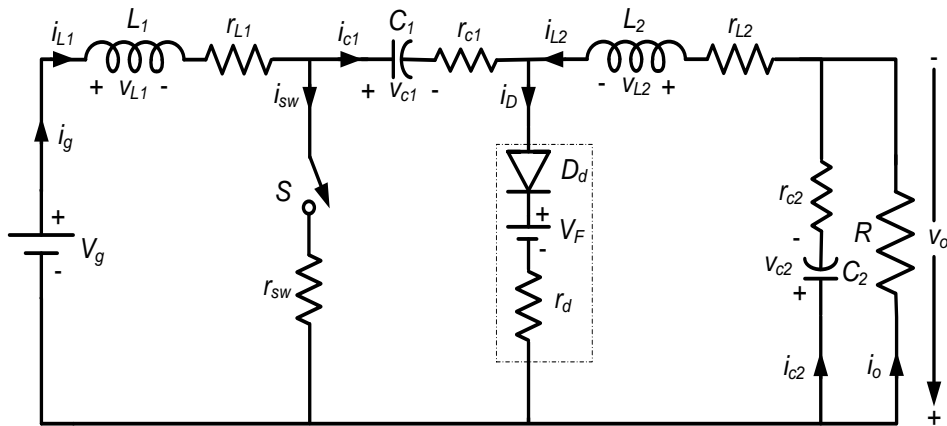 i_L1 L_1 r_L1 i_c1 C_1 r_c1 i_L2 L_2 r_L2 -
+ v_L1 - + v_c1 - - v_L2 +
i_sw i_D
i_g
D_d
r_c2
S
+ V_g - + V_F - - v_c2 + C_2 R v_o
r_sw r_d
i_c2 i_o
+